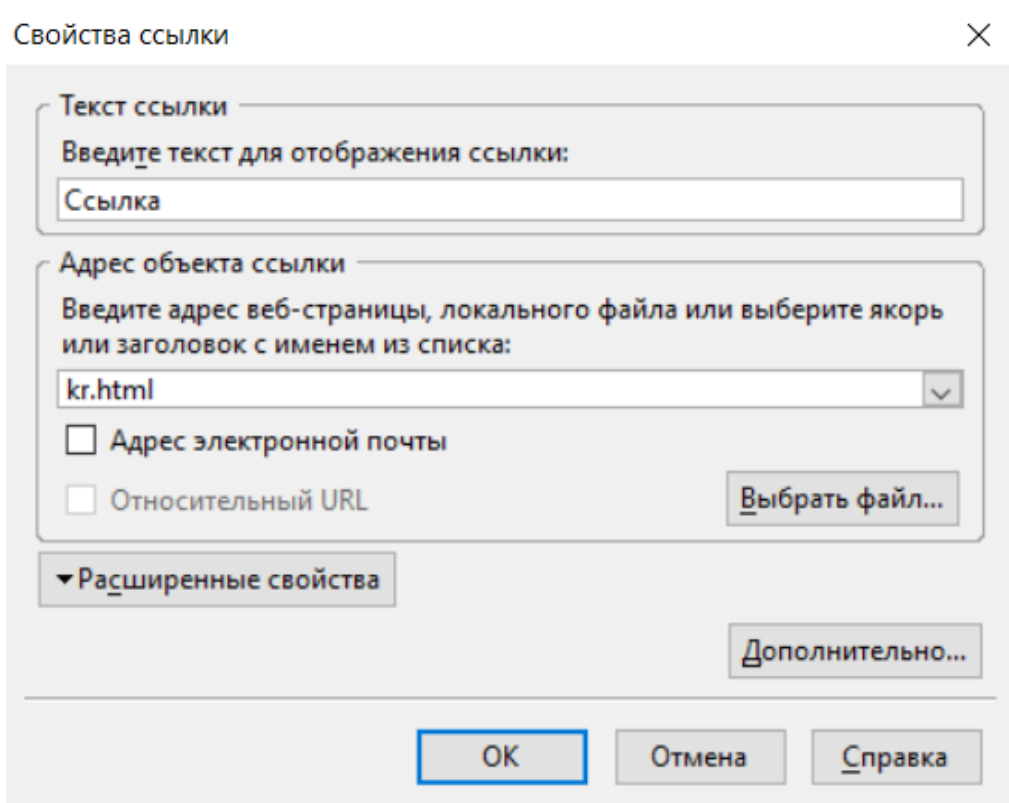 Свойства ссылки
Текст ссылки
Введите текст для отображения ссылки:
Ссылка
Адрес объекта ссылки
Введите адрес веб-страницы, локального файла или выберите якорь
или заголовок с именем из списка:
kr.html
Адрес электронной почты
Относительный URL
Выбрать файл...
Расширенные свойства
Дополнительно...
OK
Отмена
Справка